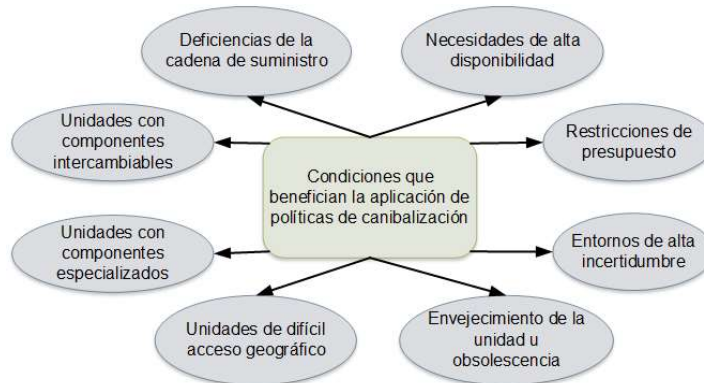 Deficiencias de la
cadena de suministro
Necesidades de alta
disponibilidad
Unidades con
componentes
intercambiables
Restricciones de
presupuesto
Condiciones que
benefician la aplicación de
políticas de canibalización
Unidades con
componentes
especializados
Entornos de alta
incertidumbre
Unidades de difícil
acceso geográfico
Envejecimiento de la
unidad u
obsolescencia